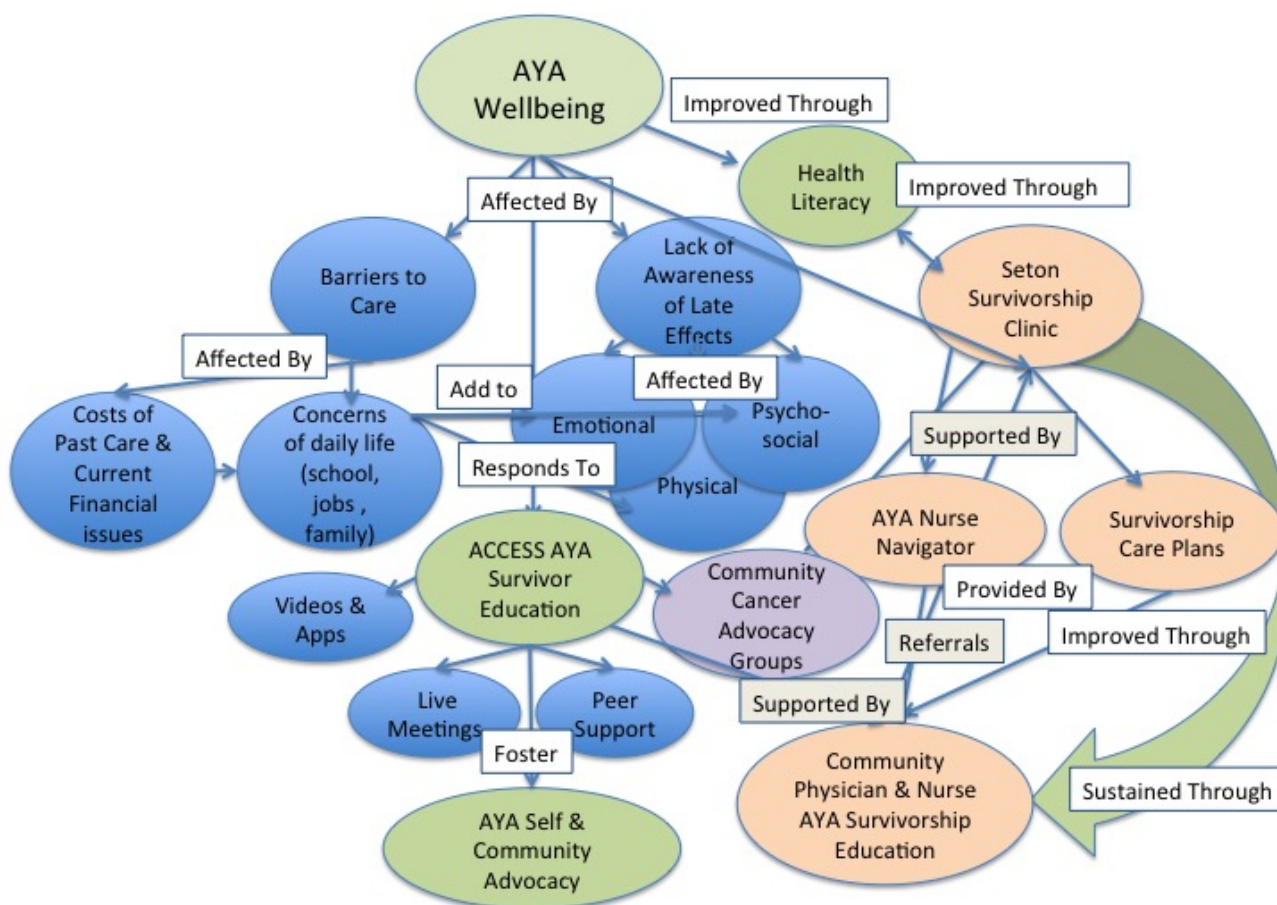 AYA
Wellbeing
Improved Through
Health
Literacy
Improved Through
Affected By
Barriers to
Care
Lack of
Awareness
of Late
Effects
Seton
Survivorship
Clinic
Affected By
Add to
Affected By
Costs of
Past Care &
Current
Financial
issues
Concerns
of daily life
(school,
jobs ,
family)
Emotional
Psycho-
social
Physical
Responds To
Supported By
AYA Nurse
Navigator
Survivorship
Care Plans
ACCESS AYA
Survivor
Education
Community
Cancer
Advocacy
Groups
Provided By
Videos &
Apps
Referrals
Improved Through
Live
Meetings
Peer
Support
Supported By
Foster
Community
Physician & Nurse
AYA Survivorship
Education
Sustained Through
AYA Self &
Community
Advocacy